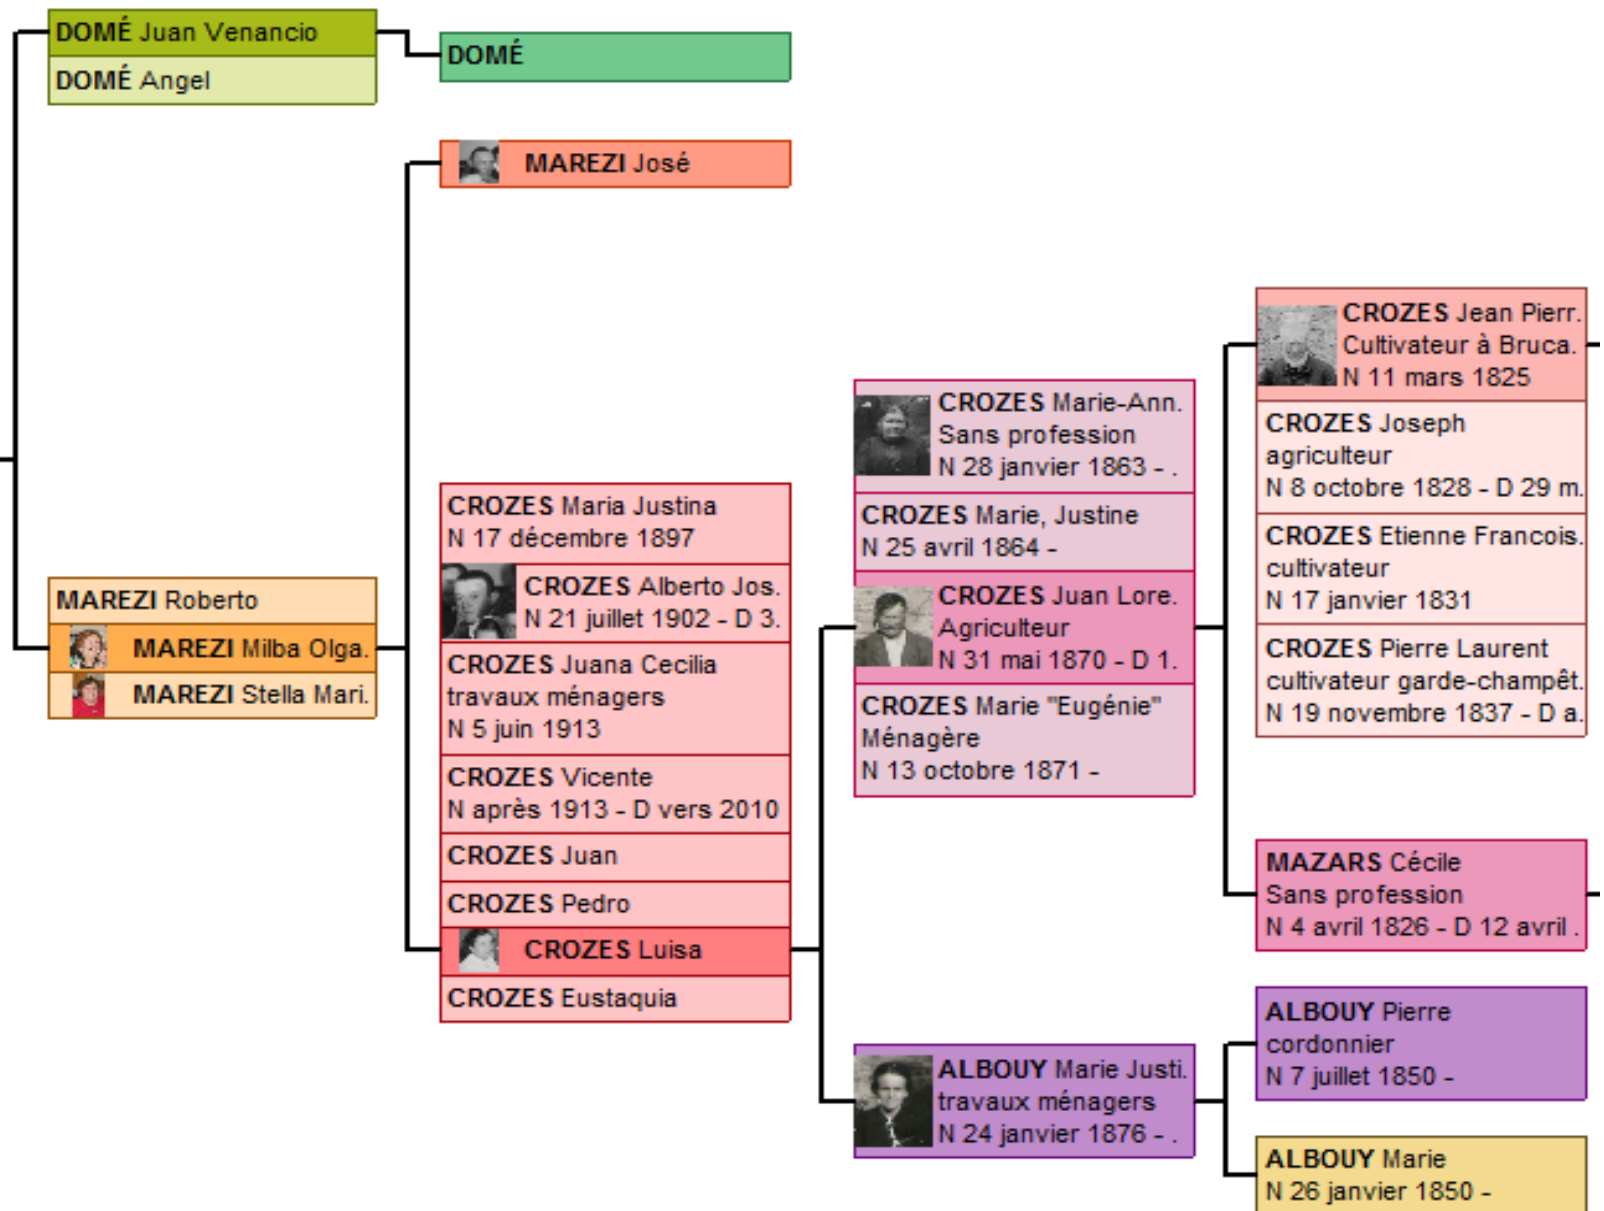 DOMÉ Juan Venancio
DOMÉ Angel
MAREZI Roberto
MAREZI Milba Olga.
MAREZI Stella Mari.
DOMÉ
MAREZI José
CROZES Maria Justina
N 17 décembre 1897
CROZES Alberto Jos.
N 21 juillet 1902 - D 3.
CROZES Juana Cecilia
travaux ménagers
N 5 juin 1913
CROZES Vicente
N après 1913 - D vers 2010
CROZES Juan
CROZES Pedro
CROZES Luisa
CROZES Eustaquia
CROZES Marie-Ann.
Sans profession
N 28 janvier 1863 - .
CROZES Marie, Justine
N 25 avril 1864 -
CROZES Juan Lore.
Agriculteur
N 31 mai 1870 - D 1.
CROZES Marie "Eugénie"
Ménagère
N 13 octobre 1871 -
ALBOUY Marie Justi.
travaux ménagers
N 24 janvier 1876 - .
CROZES Jean Pierr.
Cultivateur à Bruca.
N 11 mars 1825
CROZES Joseph
agriculteur
N 8 octobre 1828 - D 29 m.
CROZES Etienne Francois.
cultivateur
N 17 janvier 1831
CROZES Pierre Laurent
cultivateur garde-champêt.
N 19 novembre 1837 - D a.
MAZARS Cécile
Sans profession
N 4 avril 1826 - D 12 avril .
ALBOUY Pierre
cordonnier
N 7 juillet 1850 -
ALBOUY Marie
N 26 janvier 1850 -